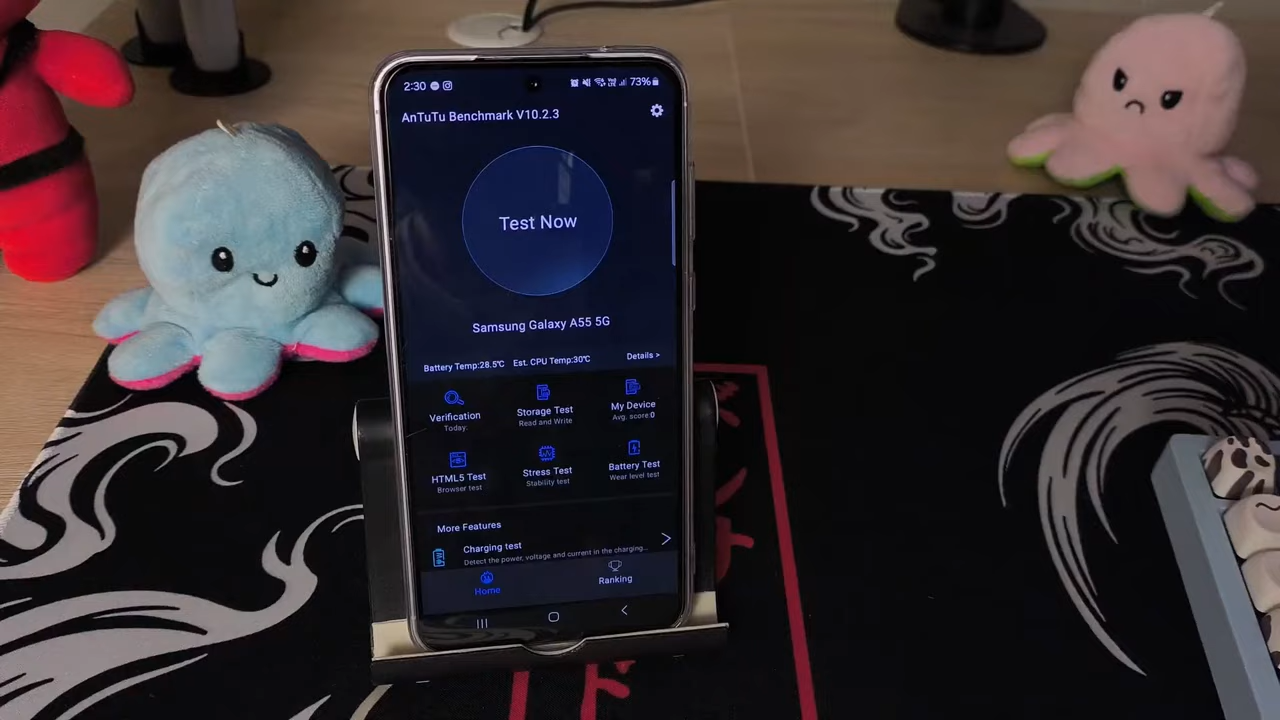 2:30 73%
AnTuTu Benchmark V10.2.3
Test Now
Samsung Galaxy A55 5G
Battery Temp:28.5℃ Est. CPU Temp:30℃ Details >
Verification Storage Test My Device
Today: Read and Write Avg. score:0
HTML5 Test Stress Test Battery Test
Browser test Stability test Wear level test
More Features
Charging test
Detect the power, voltage and current in the charging...
Home Ranking